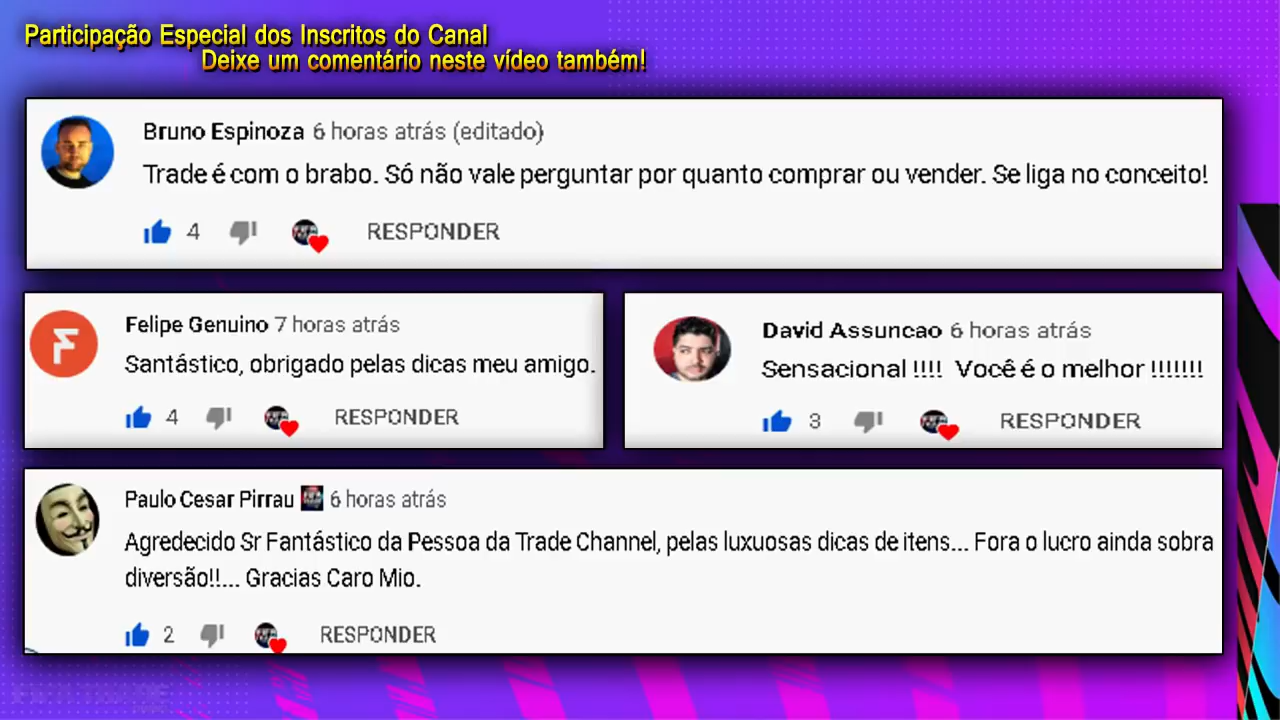 Participação Especial dos Inscritos do Canal
Deixe um comentário neste vídeo também!
Bruno Espinoza 6 horas atrás (editado)
Trade é com o brabo. Só não vale perguntar por quanto comprar ou vender. Se liga no conceito!
4 RESPONDER
Felipe Genuino 7 horas atrás
Santástico, obrigado pelas dicas meu amigo.
4 RESPONDER
David Assuncao 6 horas atrás
Sensacional !!!! Você é o melhor !!!!!!!
3 RESPONDER
Paulo Cesar Pirrau 6 horas atrás
Agredecido Sr Fantástico da Pessoa da Trade Channel, pelas luxuosas dicas de itens... Fora o lucro ainda sobra
diversão!!... Gracias Caro Mio.
2 RESPONDER